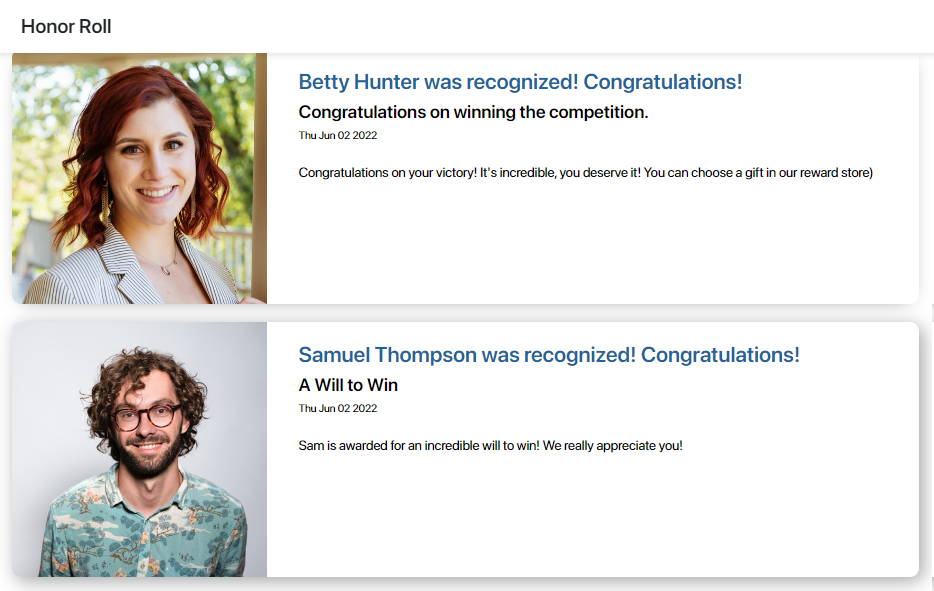 Honor Roll
Betty Hunter was recognized! Congratulations!
Congratulations on winning the competition.
Thu Jun 02 2022
Congratulations on your victory! It's incredible, you deserve it! You can choose a gift in our reward store)
Samuel Thompson was recognized! Congratulations!
A Will to Win
Thu Jun 02 2022
Sam is awarded for an incredible will to win! We really appreciate you!